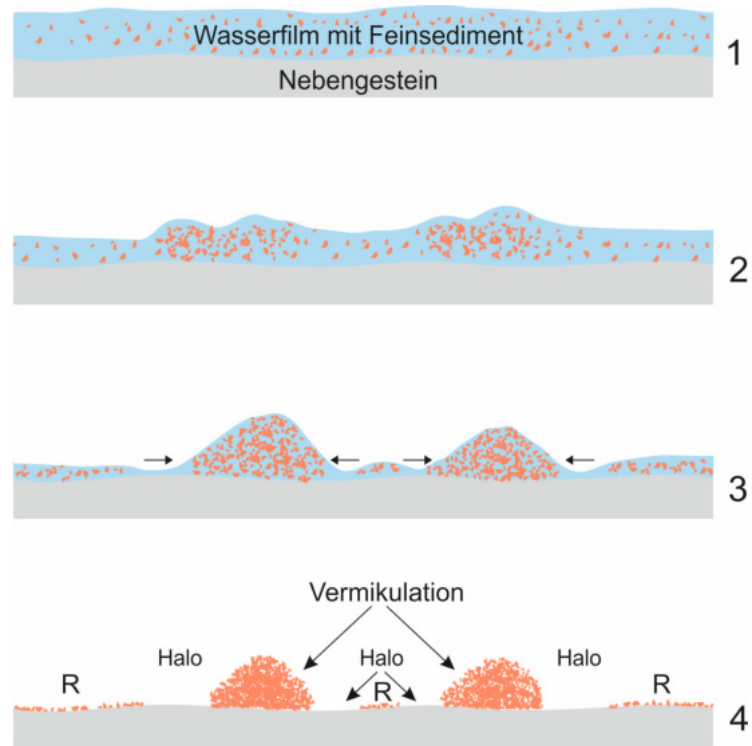 Wasserfilm mit Feinsediment
Nebengestein
1
2
3
Vermikulation
Halo
Halo
Halo
R
R
R
4